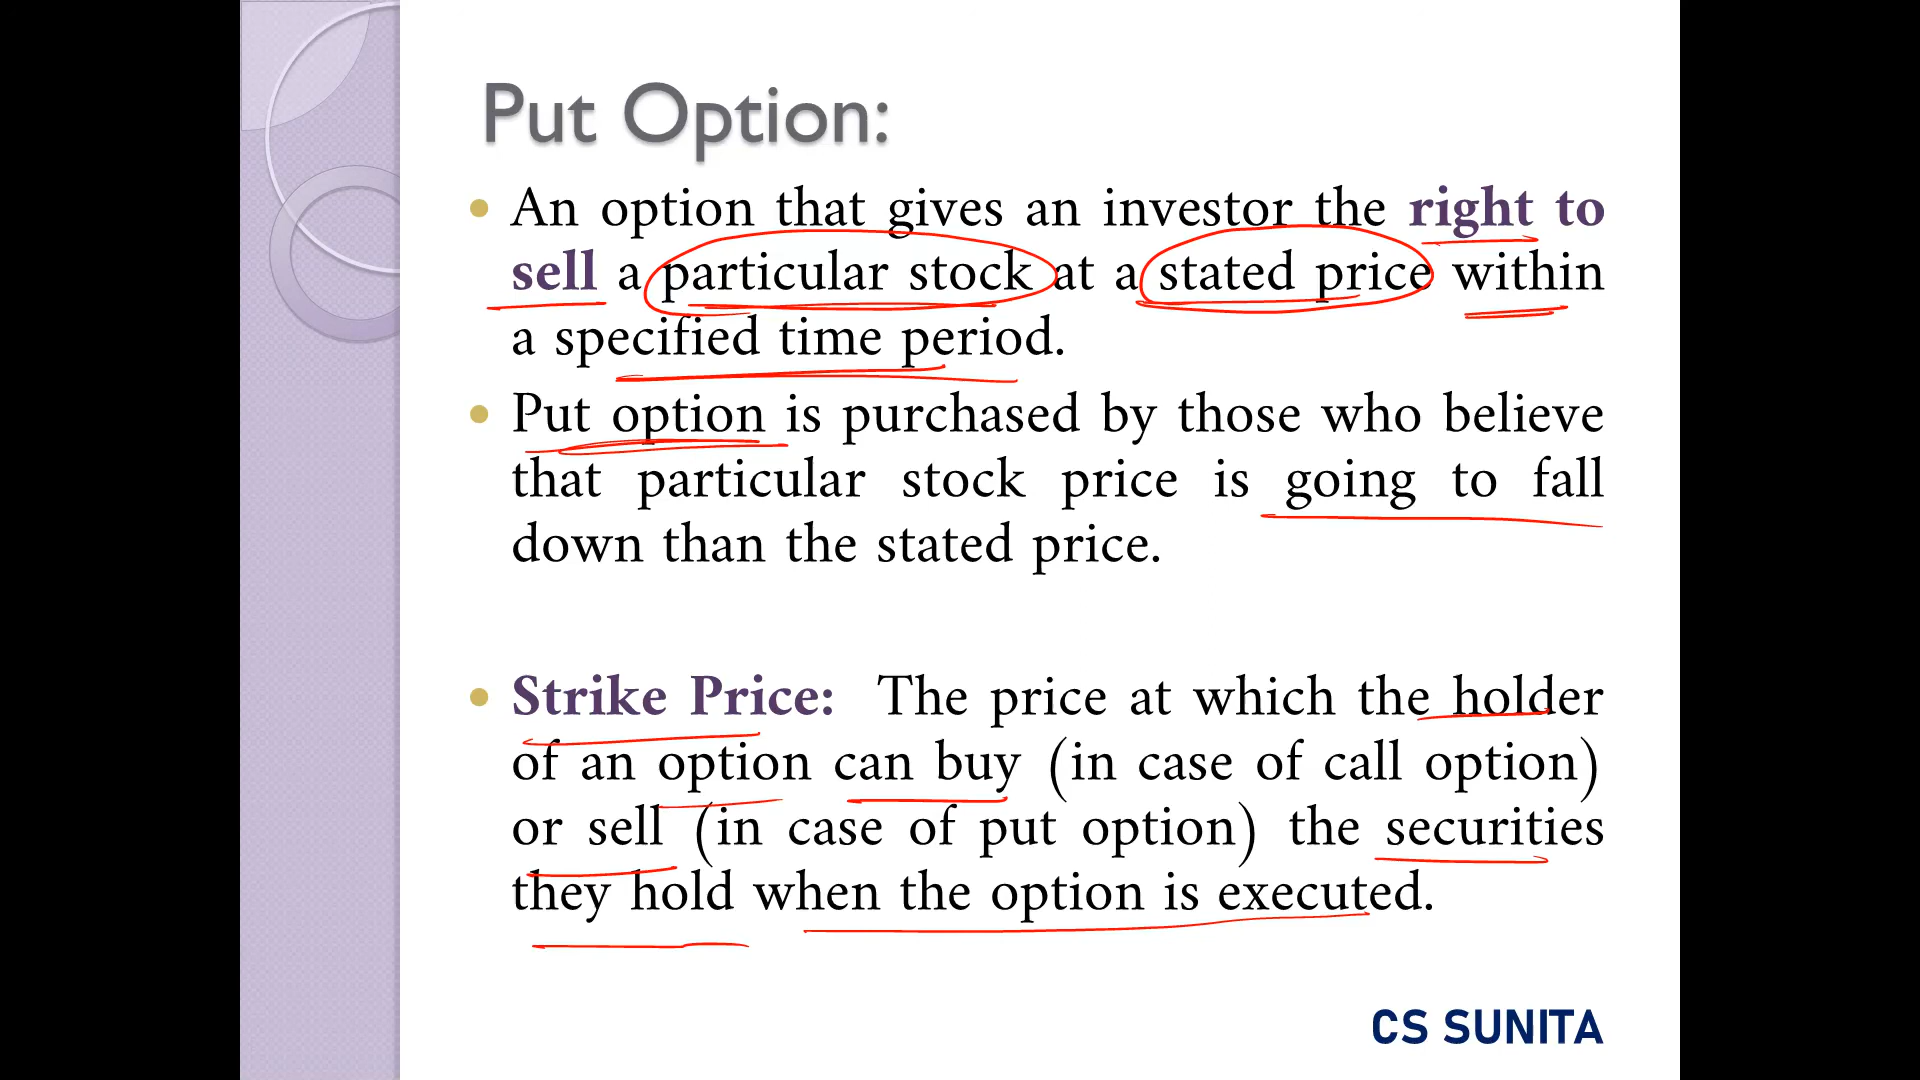 Put Option:
• An option that gives an investor the right to
sell a particular stock at a stated price within
a specified time period.
• Put option is purchased by those who believe
that particular stock price is going to fall
down than the stated price.
• Strike Price: The price at which the holder
of an option can buy (in case of call option)
or sell (in case of put option) the securities
they hold when the option is executed.
CS SUNITA